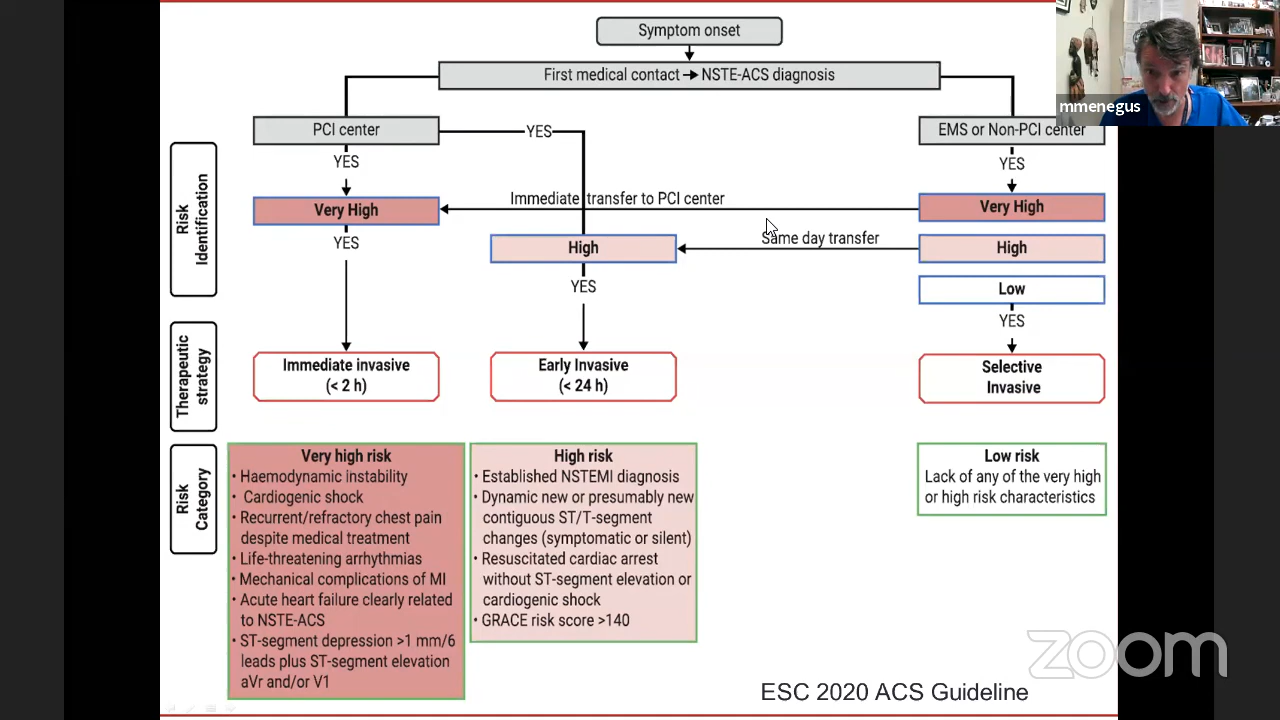 Symptom onset
First medical contact → NSTE-ACS diagnosis
mmenegus
PCI center
YES
EMS or Non-PCI center
YES
YES
Risk
Identification
Very High
Immediate transfer to PCI center
Very High
YES
High
Same day transfer
High
YES
Low
YES
Therapeutic
strategy
Immediate invasive
(< 2 h)
Early Invasive
(< 24 h)
Selective
Invasive
Risk
Category
Very high risk
• Haemodynamic instability
• Cardiogenic shock
• Recurrent/refractory chest pain
despite medical treatment
• Life-threatening arrhythmias
• Mechanical complications of MI
• Acute heart failure clearly related
to NSTE-ACS
• ST-segment depression >1 mm/6
leads plus ST-segment elevation
aVr and/or V1
High risk
• Established NSTEMI diagnosis
• Dynamic new or presumably new
contiguous ST/T-segment
changes (symptomatic or silent)
• Resuscitated cardiac arrest
without ST-segment elevation or
cardiogenic shock
• GRACE risk score >140
Low risk
Lack of any of the very high
or high risk characteristics
zoom
ESC 2020 ACS Guideline